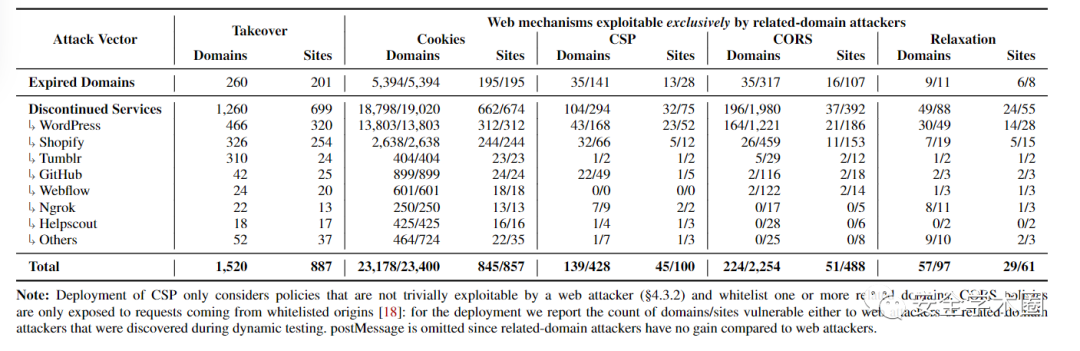 Attack Vector Takeover Web mechanisms exploitable exclusively by related-domain attackers
Cookies CSP CORS Relaxation
Domains Sites Domains Sites Domains Sites Domains Sites Domains Sites
Expired Domains 260 201 5,394/5,394 195/195 35/141 13/28 35/317 16/107 9/11 6/8
Discontinued Services 1,260 699 18,798/19,020 662/674 104/294 32/75 196/1,980 37/392 49/88 24/55
↳ WordPress 466 320 13,803/13,803 312/312 43/168 23/52 164/1,221 21/186 30/49 14/28
↳ Shopify 326 254 2,638/2,638 244/244 32/66 5/12 26/459 11/153 7/19 5/15
↳ Tumblr 310 24 404/404 23/23 1/2 1/2 5/29 2/12 1/2 1/2
↳ GitHub 42 25 899/899 24/24 22/49 1/5 2/116 2/18 2/3 2/3
↳ Webflow 24 20 601/601 18/18 0/0 0/0 2/122 2/14 1/3 1/3
↳ Ngrok 22 13 250/250 13/13 7/9 2/2 0/17 0/5 8/11 1/3
↳ Helpscout 18 17 425/425 16/16 1/4 1/3 0/28 0/6 0/2 0/2
↳ Others 52 37 464/724 22/35 1/7 1/3 0/25 0/8 9/10 2/3
Total 1,520 887 23,178/23,400 845/857 139/428 45/100 224/2,254 51/488 57/97 29/61
Note: Deployment of CSP only considers policies that are not trivially exploitable by a web attacker (§4.3.2) and whitelist one or more related domains. CORS policies
are only exposed to requests coming from whitelisted origins [18]: for the deployment we report the count of domains/sites vulnerable either to web attackers or related-domain
attackers that were discovered during dynamic testing. postMessage is omitted since related-domain attackers have no gain compared to web attackers.
安全学术圈